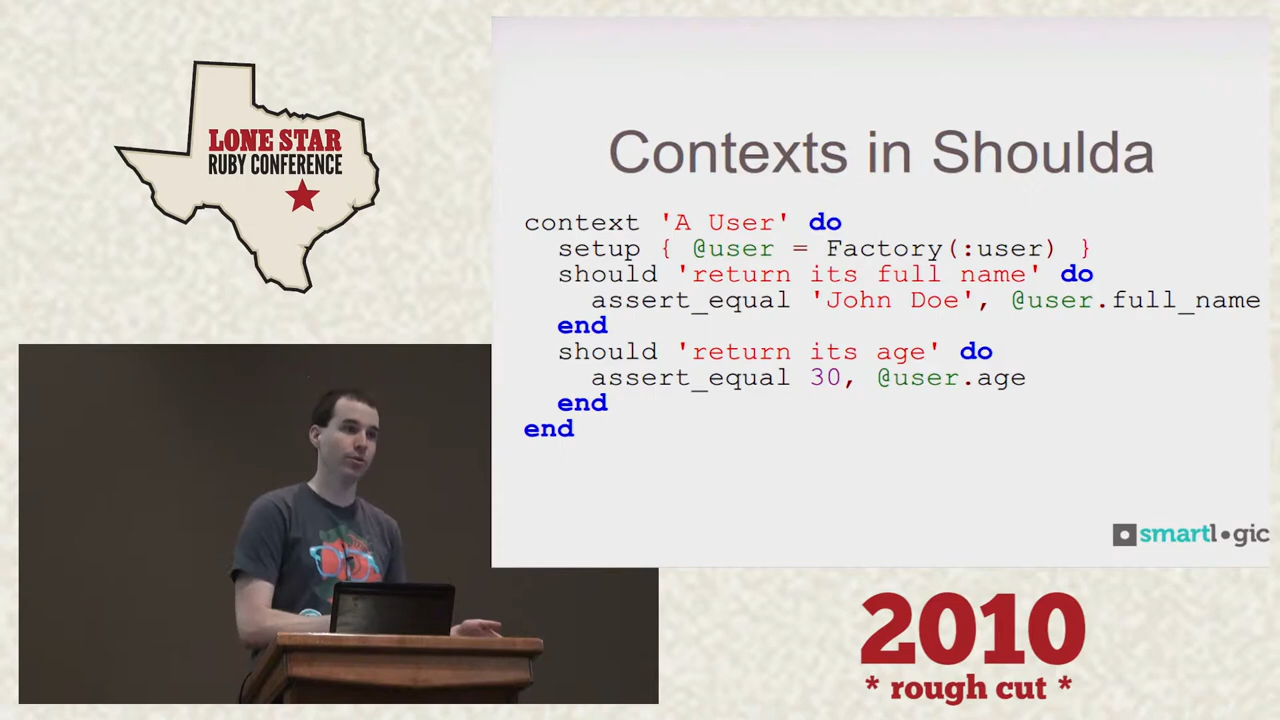 LONE STAR
RUBY CONFERENCE
Contexts in Shoulda
context 'A User' do
  setup { @user = Factory(:user) }
  should 'return its full name' do
    assert_equal 'John Doe', @user.full_name
  end
  should 'return its age' do
    assert_equal 30, @user.age
  end
end
smartlogic
2010
* rough cut *